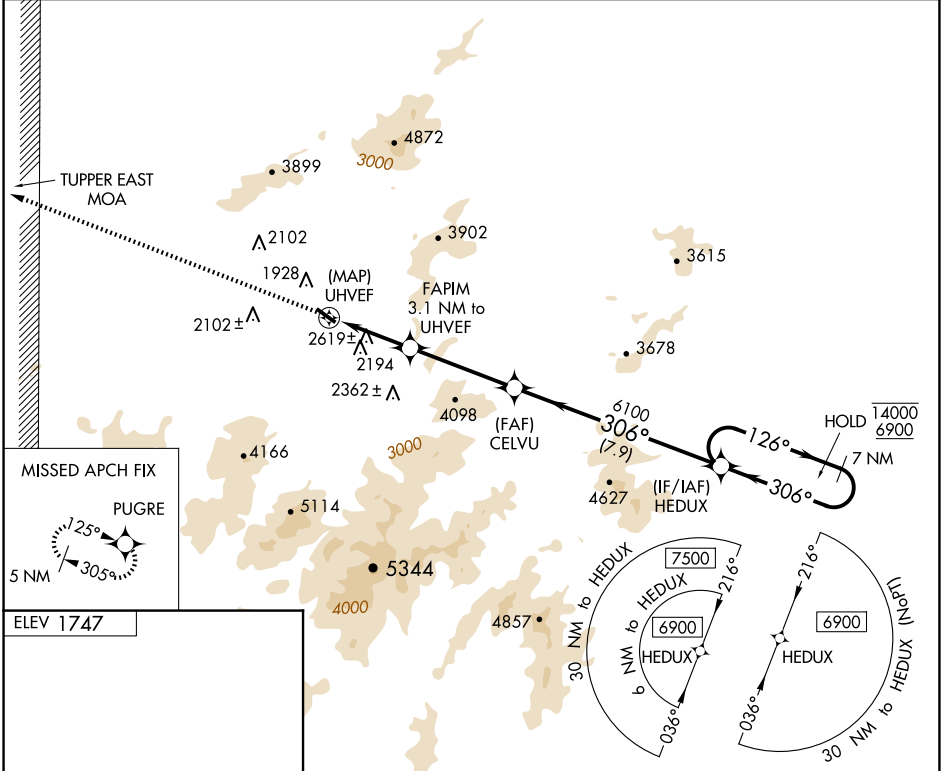 4872
3000
3899
TUPPER EAST
MOA
2102
3902
3615
1928
(MAP)
UHVEF
FAPIM
3.1 NM to
UHVEF
2102±
2619±
2194
3678
2362±
4098
(FAF)
CELVU
6100
306°
(7.9)
HOLD
14000
6900
126°
7 NM
306°
(IF/IAF)
HEDUX
3000
4166
4627
5114
MISSED APCH FIX
PUGRE
125°
305°
5 NM
5344
4000
4857
ELEV 1747
30 NM to HEDUX
7500
216°
6 NM to HEDUX
6900
HEDUX
036°
216°
6900
HEDUX
036°
30 NM to HEDUX (NoPT)